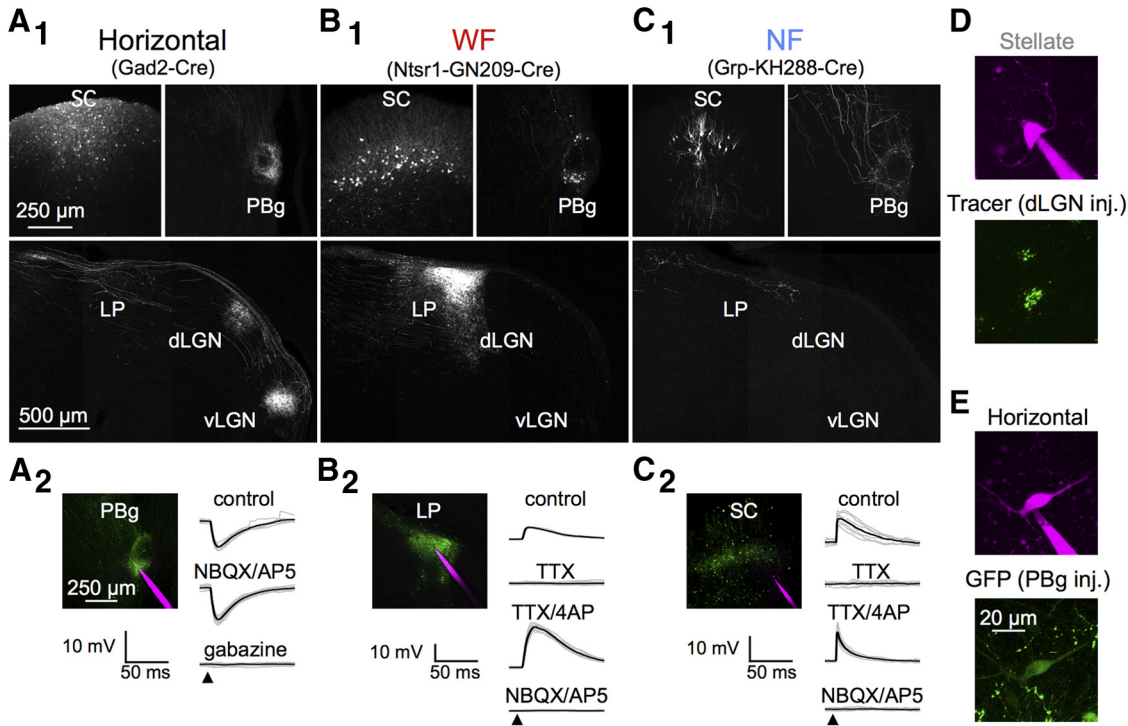 A1
Horizontal
(Gad2-Cre)
SC
250 µm
PBg
LP
dLGN
vLGN
500 µm
B1
WF
(Ntsr1-GN209-Cre)
SC
PBg
LP
dLGN
vLGN
C1
NF
(Grp-KH288-Cre)
SC
PBg
LP
dLGN
vLGN
D
Stellate
Tracer (dLGN inj.)
A2
PBg
250 µm
10 mV
50 ms
control
NBQX/AP5
gabazine
B2
LP
10 mV
50 ms
control
TTX
TTX/4AP
NBQX/AP5
C2
SC
10 mV
50 ms
control
TTX
TTX/4AP
NBQX/AP5
E
Horizontal
GFP (PBg inj.)
20 µm